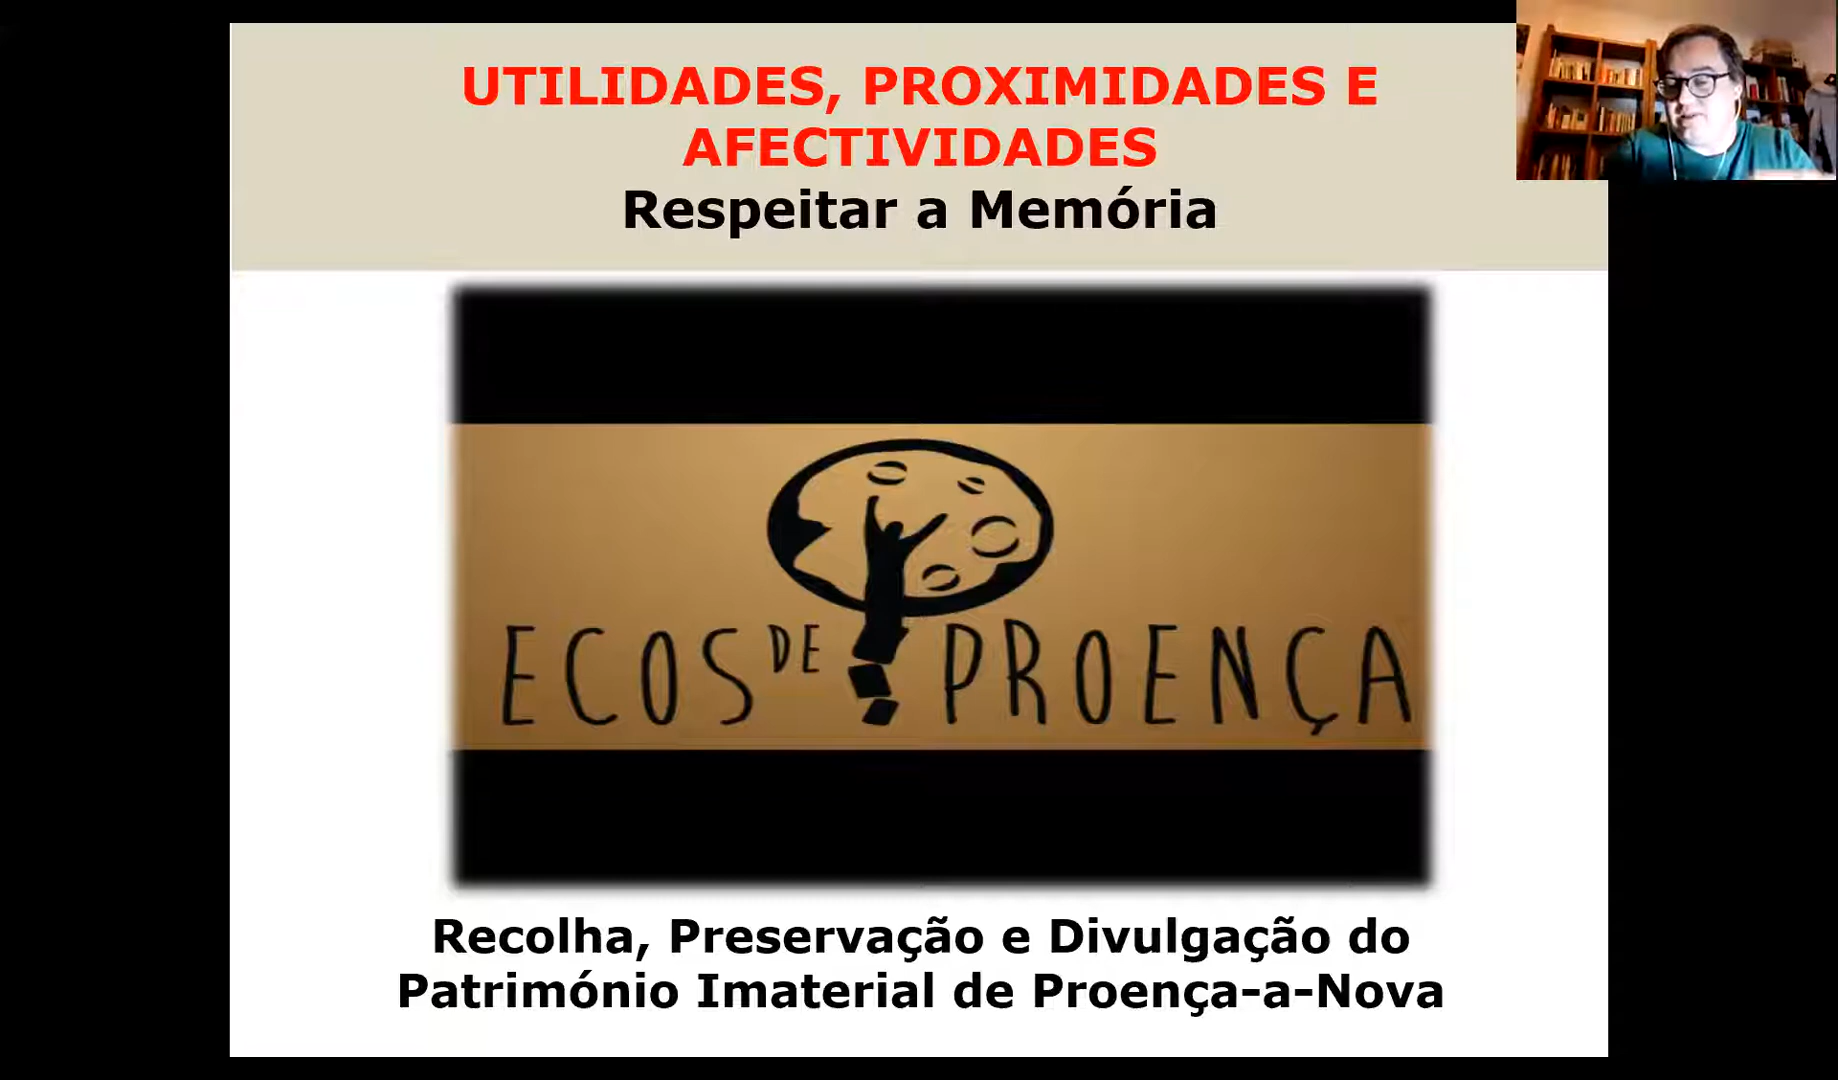 UTILIDADES, PROXIMIDADES E
AFECTIVIDADES
Respeitar a Memória
ECOS DE PROENÇA
Recolha, Preservação e Divulgação do
Património Imaterial de Proença-a-Nova